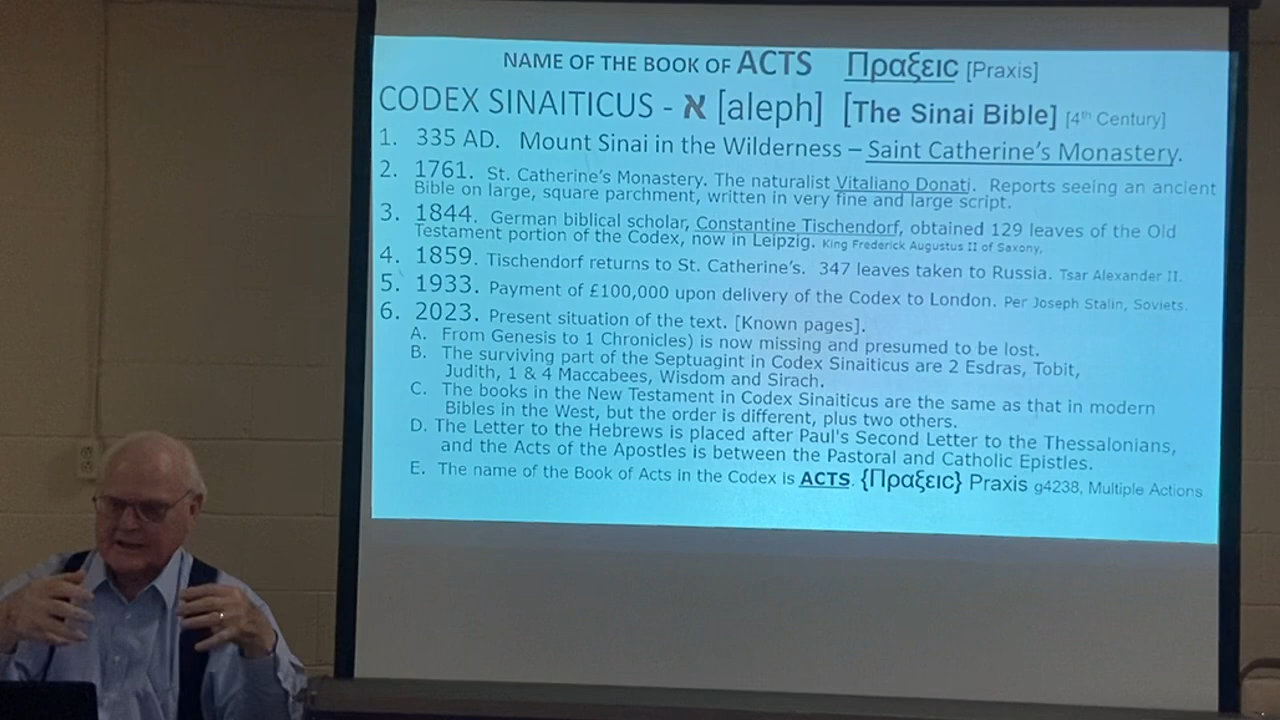 NAME OF THE BOOK OF ACTS Πραξεις [Praxis]
CODEX SINAITICUS - א [aleph] [The Sinai Bible] [4th Century]
1. 335 AD. Mount Sinai in the Wilderness – Saint Catherine's Monastery.
2. 1761. St. Catherine's Monastery. The naturalist Vitaliano Donati. Reports seeing an ancient
Bible on large, square parchment, written in very fine and large script.
3. 1844. German biblical scholar, Constantine Tischendorf, obtained 129 leaves of the Old
Testament portion of the Codex, now in Leipzig. King Frederick Augustus II of Saxony.
4. 1859. Tischendorf returns to St. Catherine's. 347 leaves taken to Russia. Tsar Alexander II.
5. 1933. Payment of £100,000 upon delivery of the Codex to London. Per Joseph Stalin, Soviets.
6. 2023. Present situation of the text. [Known pages].
A. From Genesis to 1 Chronicles) is now missing and presumed to be lost.
B. The surviving part of the Septuagint in Codex Sinaiticus are 2 Esdras, Tobit,
Judith, 1 & 4 Maccabees, Wisdom and Sirach.
C. The books in the New Testament in Codex Sinaiticus are the same as that in modern
Bibles in the West, but the order is different, plus two others.
D. The Letter to the Hebrews is placed after Paul's Second Letter to the Thessalonians,
and the Acts of the Apostles is between the Pastoral and Catholic Epistles.
E. The name of the Book of Acts in the Codex is ACTS. {Πραξεις} Praxis g4238, Multiple Actions